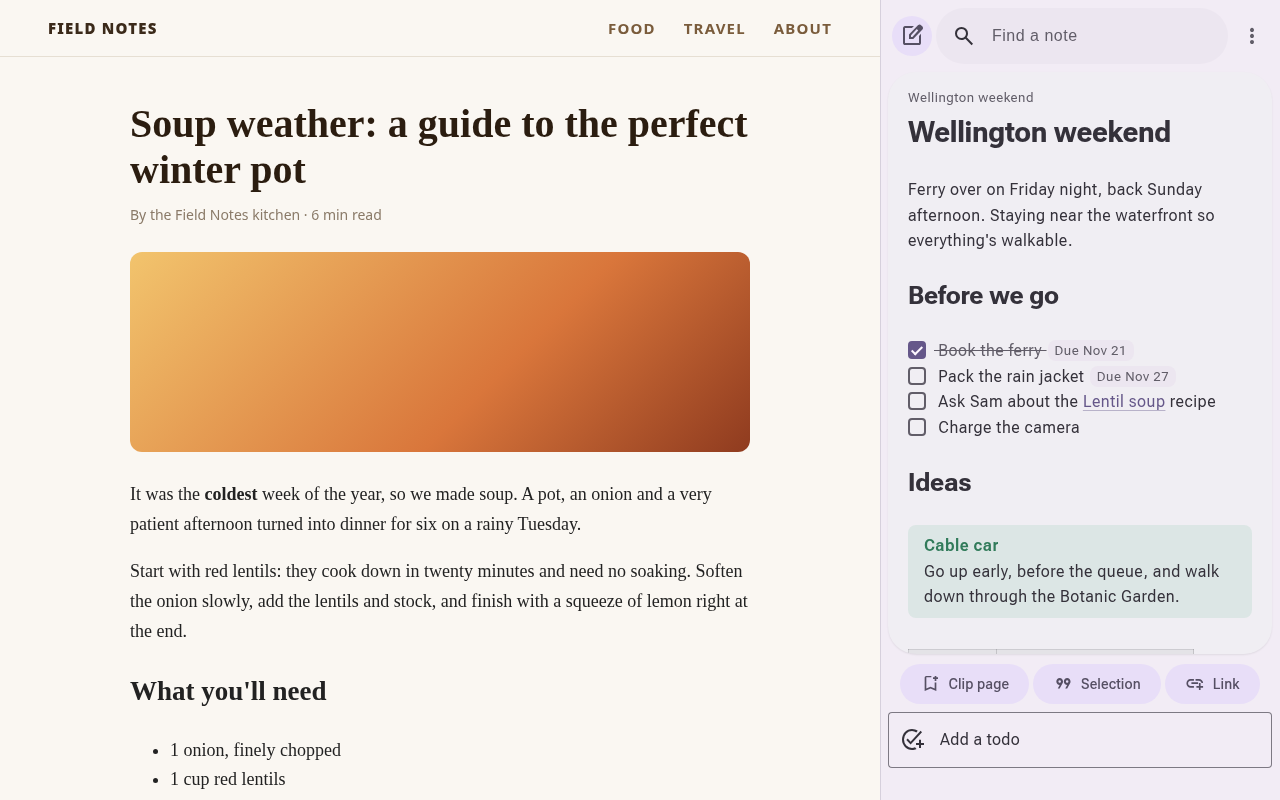 FIELD NOTES
FOOD TRAVEL ABOUT
Soup weather: a guide to the perfect
winter pot
By the Field Notes kitchen · 6 min read
It was the coldest week of the year, so we made soup. A pot, an onion and a very
patient afternoon turned into dinner for six on a rainy Tuesday.
Start with red lentils: they cook down in twenty minutes and need no soaking. Soften
the onion slowly, add the lentils and stock, and finish with a squeeze of lemon right at
the end.
What you'll need
• 1 onion, finely chopped
• 1 cup red lentils
Find a note
Wellington weekend
Wellington weekend
Ferry over on Friday night, back Sunday
afternoon. Staying near the waterfront so
everything's walkable.
Before we go
Book the ferry Due Nov 21
Pack the rain jacket Due Nov 27
Ask Sam about the Lentil soup recipe
Charge the camera
Ideas
Cable car
Go up early, before the queue, and walk
down through the Botanic Garden.
Clip page Selection Link
Add a todo